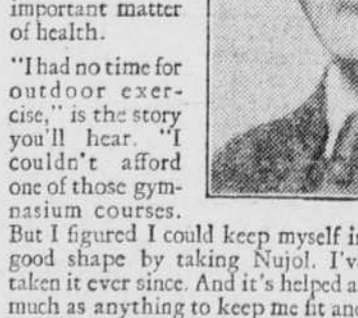 important matter
of health.
"I had no time for
outdoor exer-
cise," is the story
you'll hear. "I
couldn't afford
one of those gym-
nasium courses.
But I figured I could keep myself in
good shape by taking Nujol. I'v
taken it ever since. And it's helped a
much as anything to keep me fit and